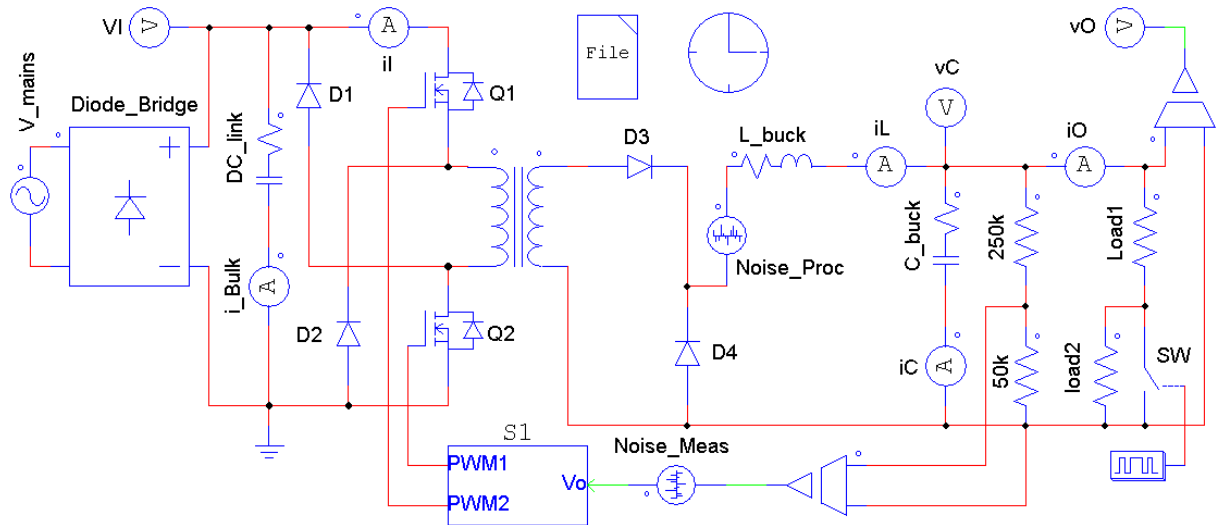 VI
V
A
iI
File
vO
V
V_mains
Diode_Bridge
DC_link
D1
Q1
vC
V
D3
L_buck
iL
A
iO
A
C_buck
250k
Load1
Noise_Proc
i_Bulk
A
D2
Q2
D4
iC
A
50k
load2
SW
S1
PWM1
PWM2
Vo
Noise_Meas